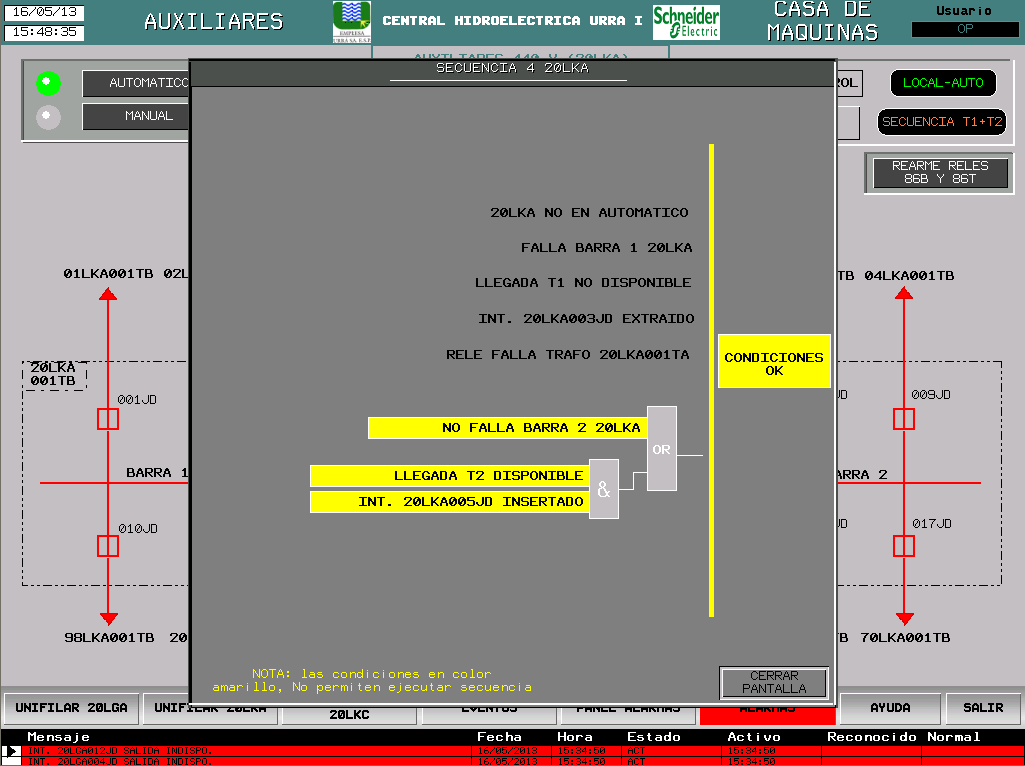 16/05/13
15:48:35
AUXILIARES
EMPRESA
URRÁ S.A. E.S.P.
CENTRAL HIDROELECTRICA URRA I
Schneider
Electric
CASA DE
MAQUINAS
Usuario
OP
AUXILIARES 440 V (20LKA)
SECUENCIA 4 20LKA
AUTOMATICO
MANUAL
ROL
LOCAL-AUTO
SECUENCIA T1+T2
REARME RELES
86B Y 86T
20LKA NO EN AUTOMATICO
FALLA BARRA 1 20LKA
LLEGADA T1 NO DISPONIBLE
INT. 20LKA003JD EXTRAIDO
RELE FALLA TRAFO 20LKA001TA
CONDICIONES
OK
NO FALLA BARRA 2 20LKA
OR
LLEGADA T2 DISPONIBLE
INT. 20LKA005JD INSERTADO
&
01LKA001TB 02L
TB 04LKA001TB
20LKA
001TB
001JD
JD
009JD
BARRA 1
ARRA 2
010JD
JD
017JD
98LKA001TB 20
TB 70LKA001TB
NOTA: las condiciones en color
amarillo, No permiten ejecutar secuencia
CERRAR
PANTALLA
UNIFILAR 20LGA
UNIFILAR 20LKA
20LKC
EVENTOS
PANEL ALARMAS
ALARMAS
AYUDA
SALIR
Mensaje Fecha Hora Estado Activo Reconocido Normal
INT. 20LGA012JD SALIDA INDISPO. 16/05/2013 15:34:50 ACT 15:34:50
INT. 20LGA004JD SALIDA INDISPO. 16/05/2013 15:34:50 ACT 15:34:50